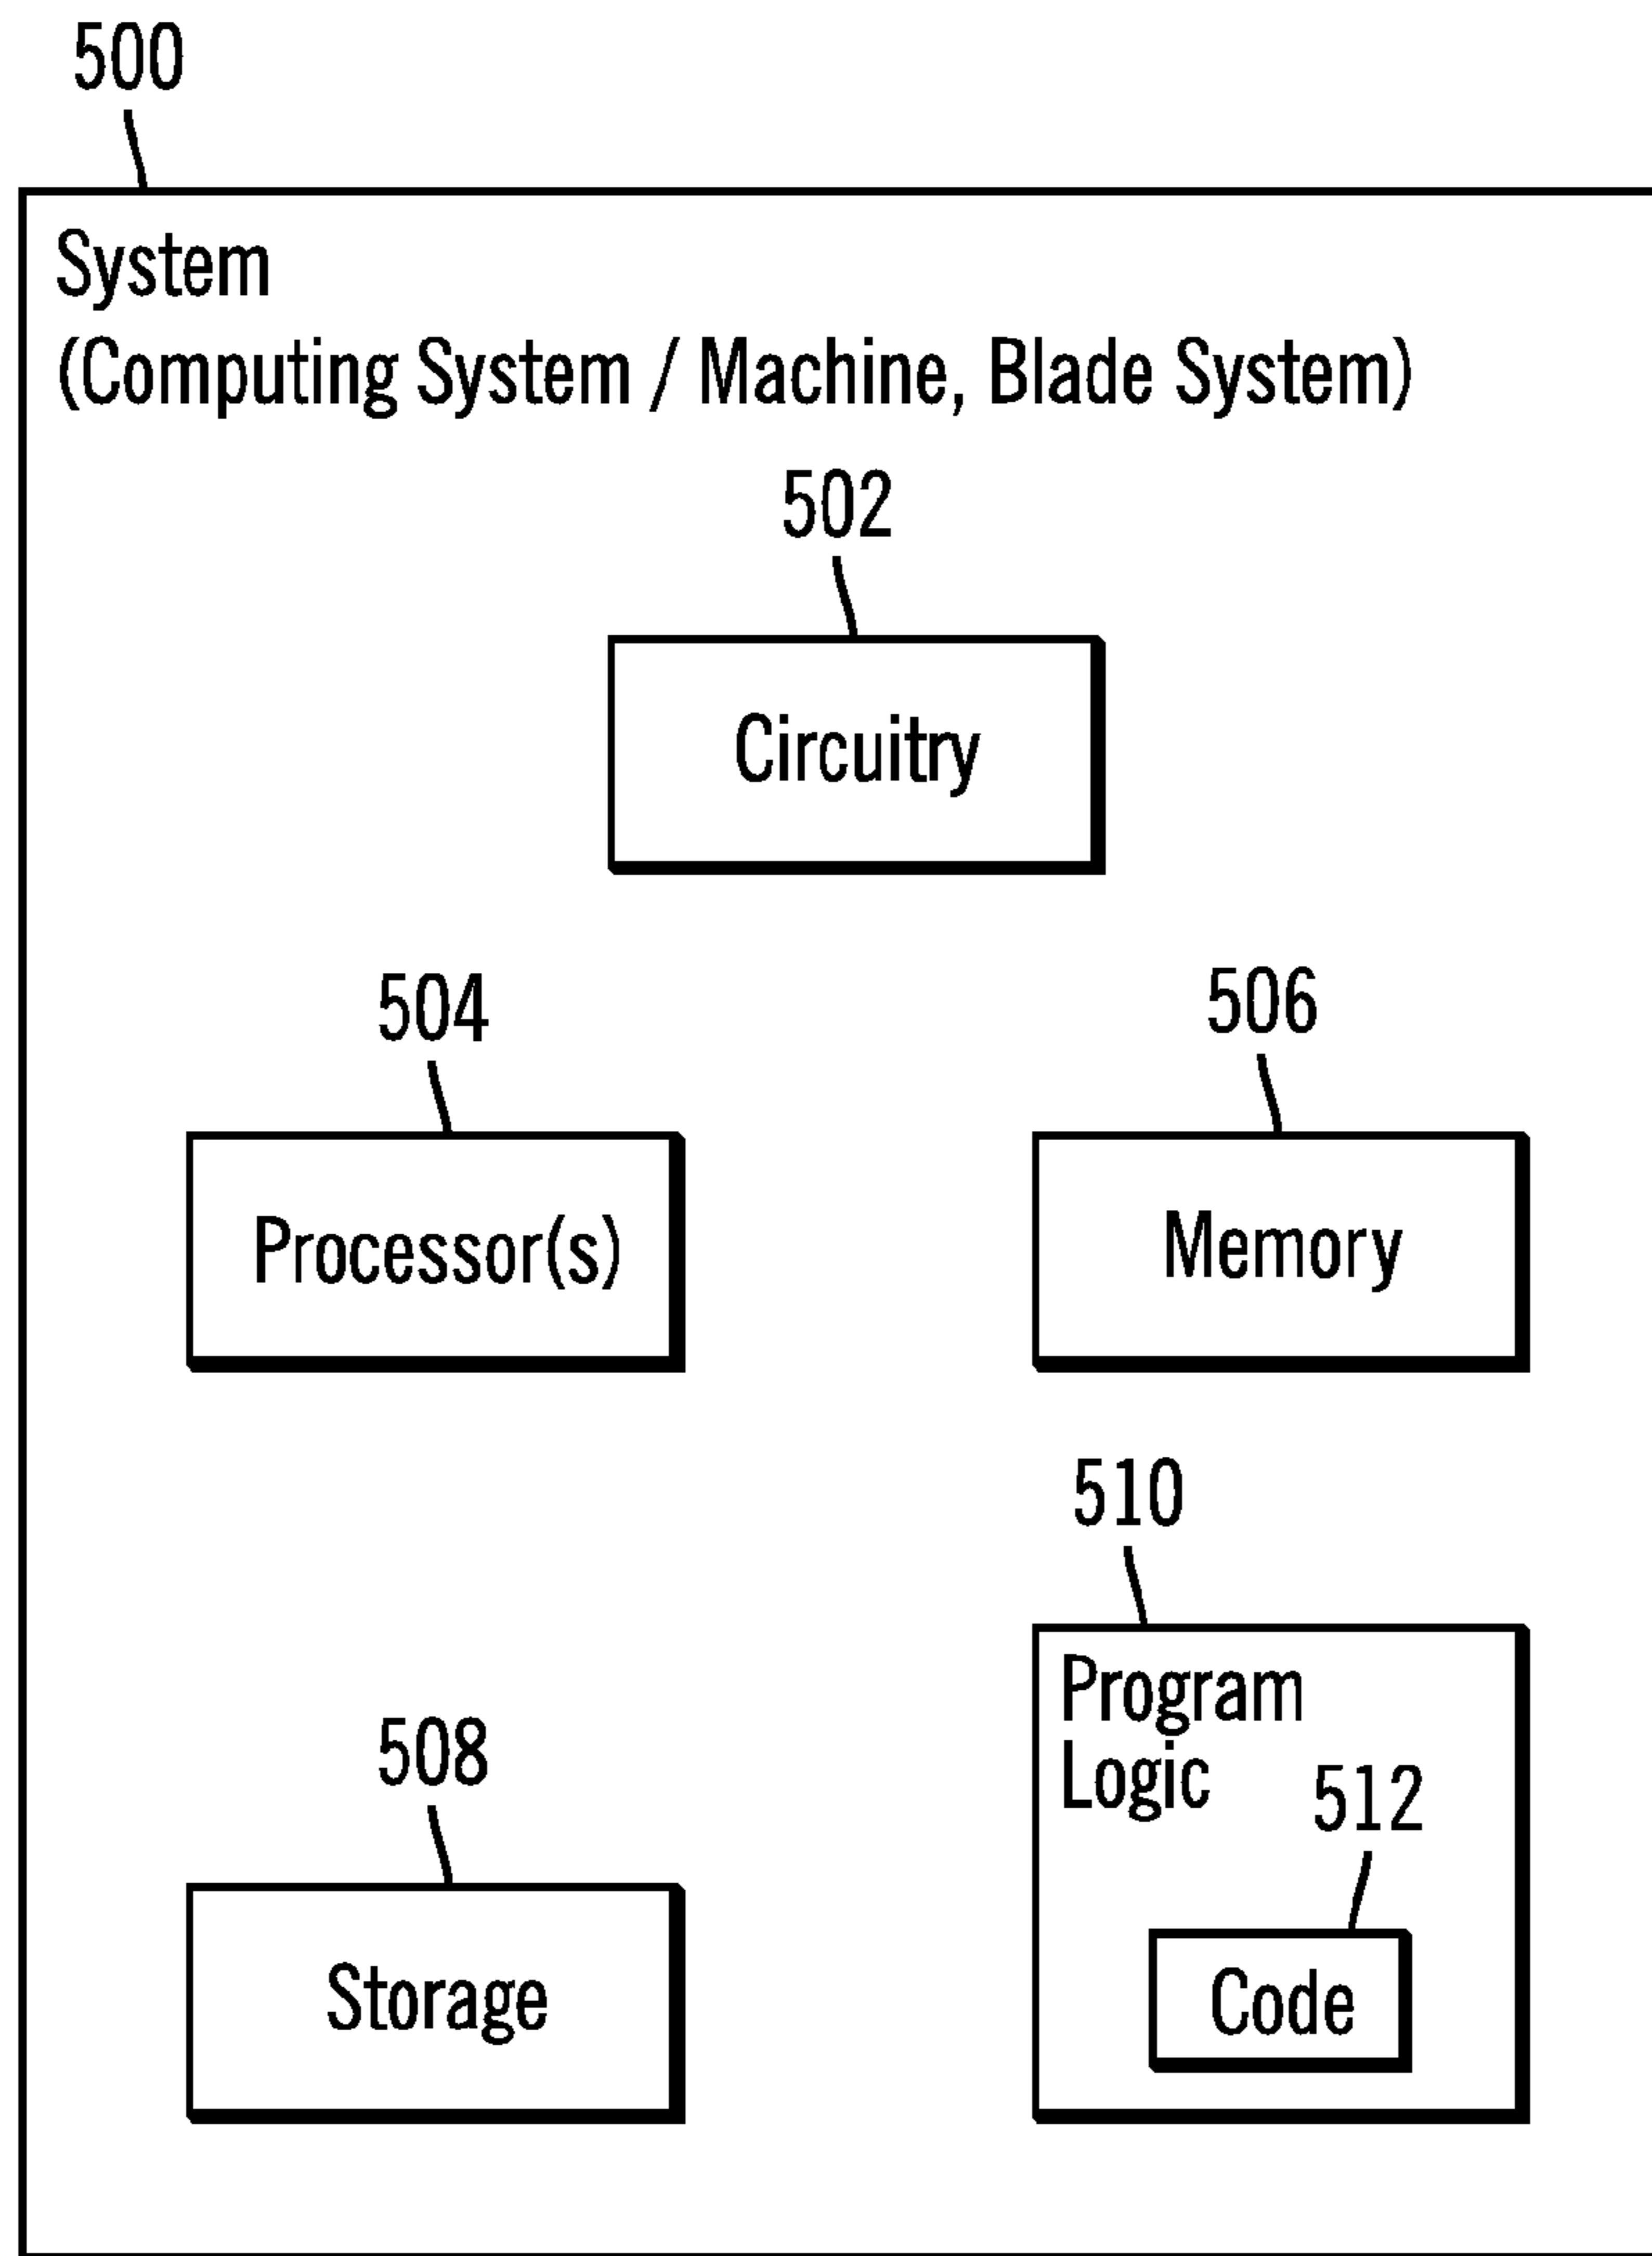 500
System
(Computing System / Machine, Blade System)
502
Circuitry
504
506
Processor(s)
Memory
510
Program
Logic
508
512
Storage
Code